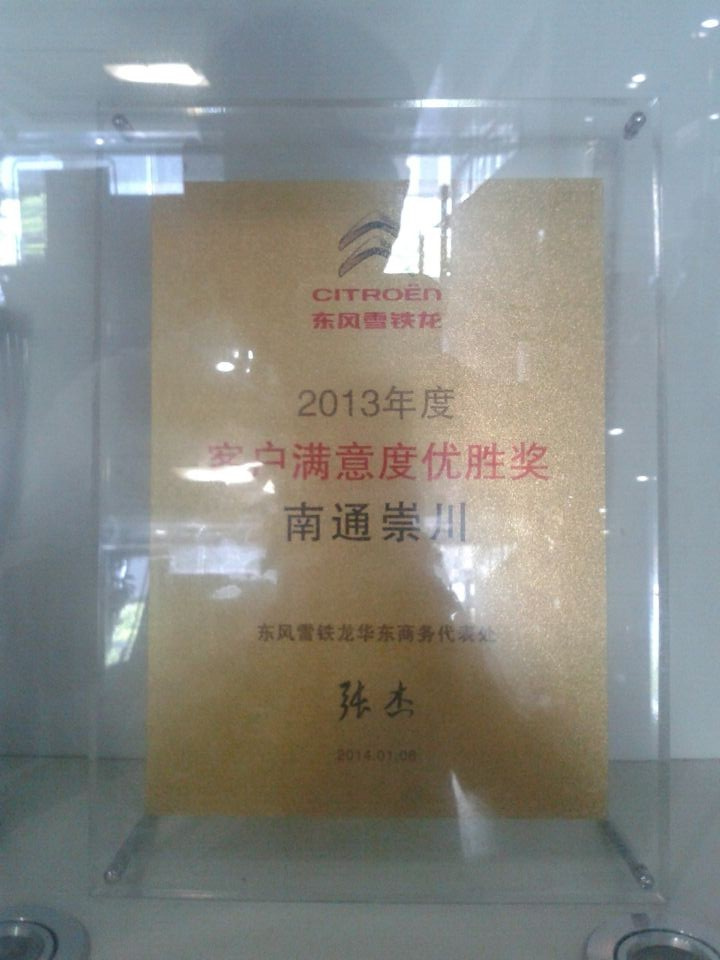 CITROËN
东风雪铁龙
2013年度
客户满意度优胜奖
南通崇川
东风雪铁龙华东商务代表处
张杰
2014.01.08